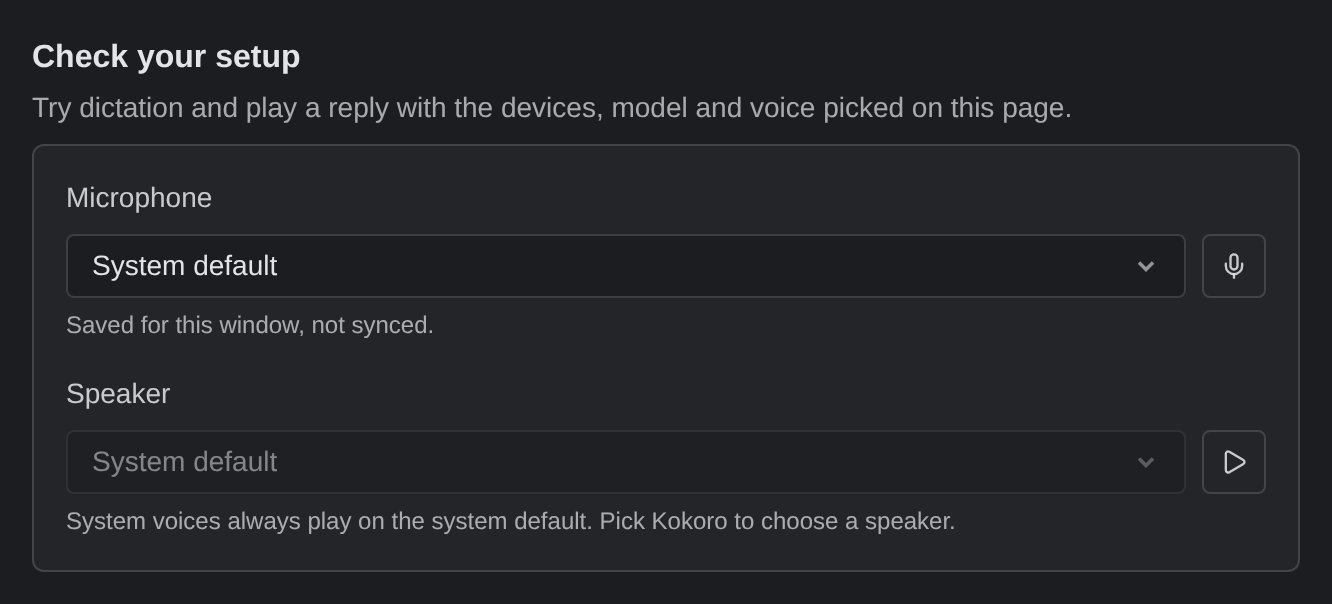 Check your setup
Try dictation and play a reply with the devices, model and voice picked on this page.
Microphone
System default
Saved for this window, not synced.
Speaker
System default
System voices always play on the system default. Pick Kokoro to choose a speaker.